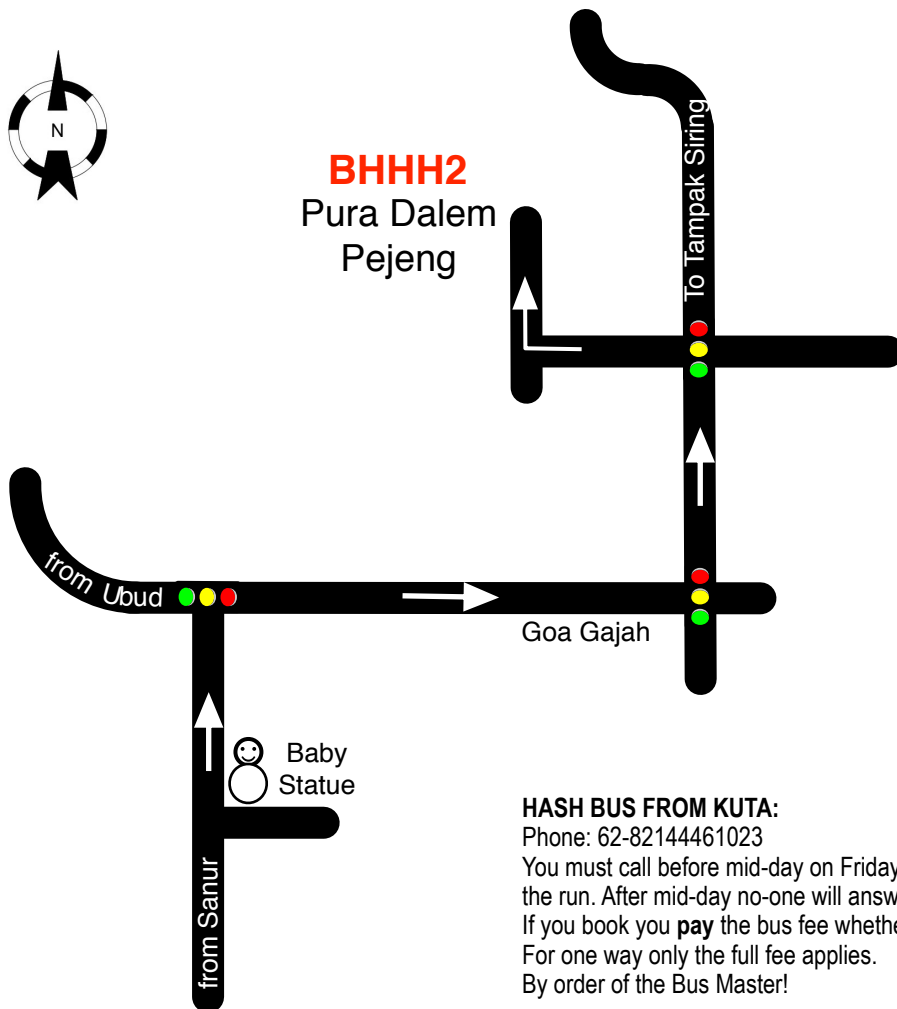 N
BHHH2
Pura Dalem
Pejeng
To Tampak Siring
from Ubud
Goa Gajah
Baby
Statue
from Sanur
HASH BUS FROM KUTA:
Phone: 62-82144461023
You must call before mid-day on Friday
the run. After mid-day no-one will answ
If you book you pay the bus fee whethe
For one way only the full fee applies.
By order of the Bus Master!